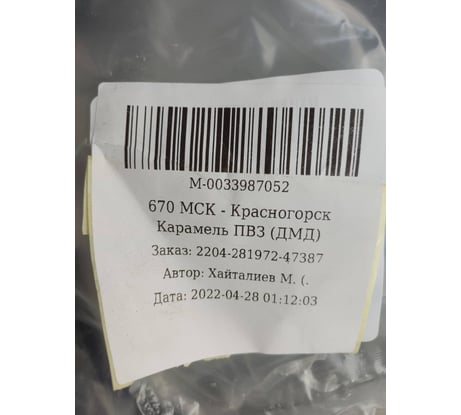 М-0033987052
670 МСК - Красногорск
Карамель ПВЗ (ДМД)
Заказ: 2204-281972-47387
Автор: Хайталиев М. (.
Дата: 2022-04-28 01:12:03